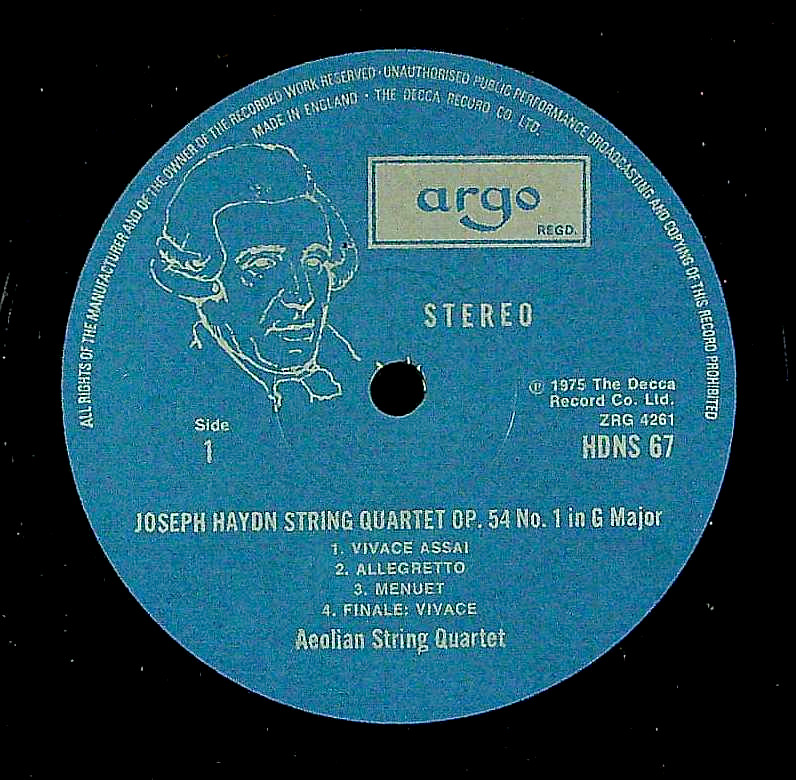 ALL RIGHTS OF THE MANUFACTURER AND OF THE OWNER OF THE RECORDED WORK RESERVED · UNAUTHORISED PUBLIC PERFORMANCE BROADCASTING AND COPYING OF THIS RECORD PROHIBITED
MADE IN ENGLAND · THE DECCA RECORD CO. LTD.
argo
REGD.
STEREO
℗ 1975 The Decca
Record Co. Ltd.
ZRG 4261
HDNS 67
Side
1
JOSEPH HAYDN STRING QUARTET OP. 54 No. 1 in G Major
1. VIVACE ASSAI
2. ALLEGRETTO
3. MENUET
4. FINALE: VIVACE
Aeolian String Quartet